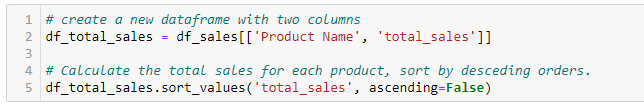 1 # create a new dataframe with two columns
2 df_total_sales = df_sales[['Product Name', 'total_sales']]
3
4 # Calculate the total sales for each product, sort by desceding orders.
5 df_total_sales.sort_values('total_sales', ascending=False)